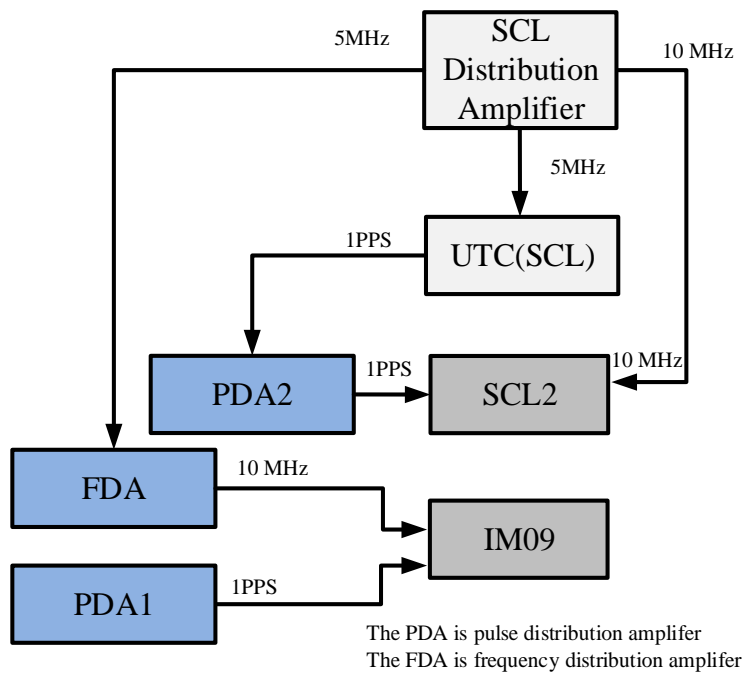 5MHz
SCL
Distribution
Amplifier
10 MHz
5MHz
1PPS
UTC(SCL)
PDA2
1PPS
SCL2
10 MHz
FDA
10 MHz
IM09
PDA1
1PPS
The PDA is pulse distribution amplifer
The FDA is frequency distribution amplifer